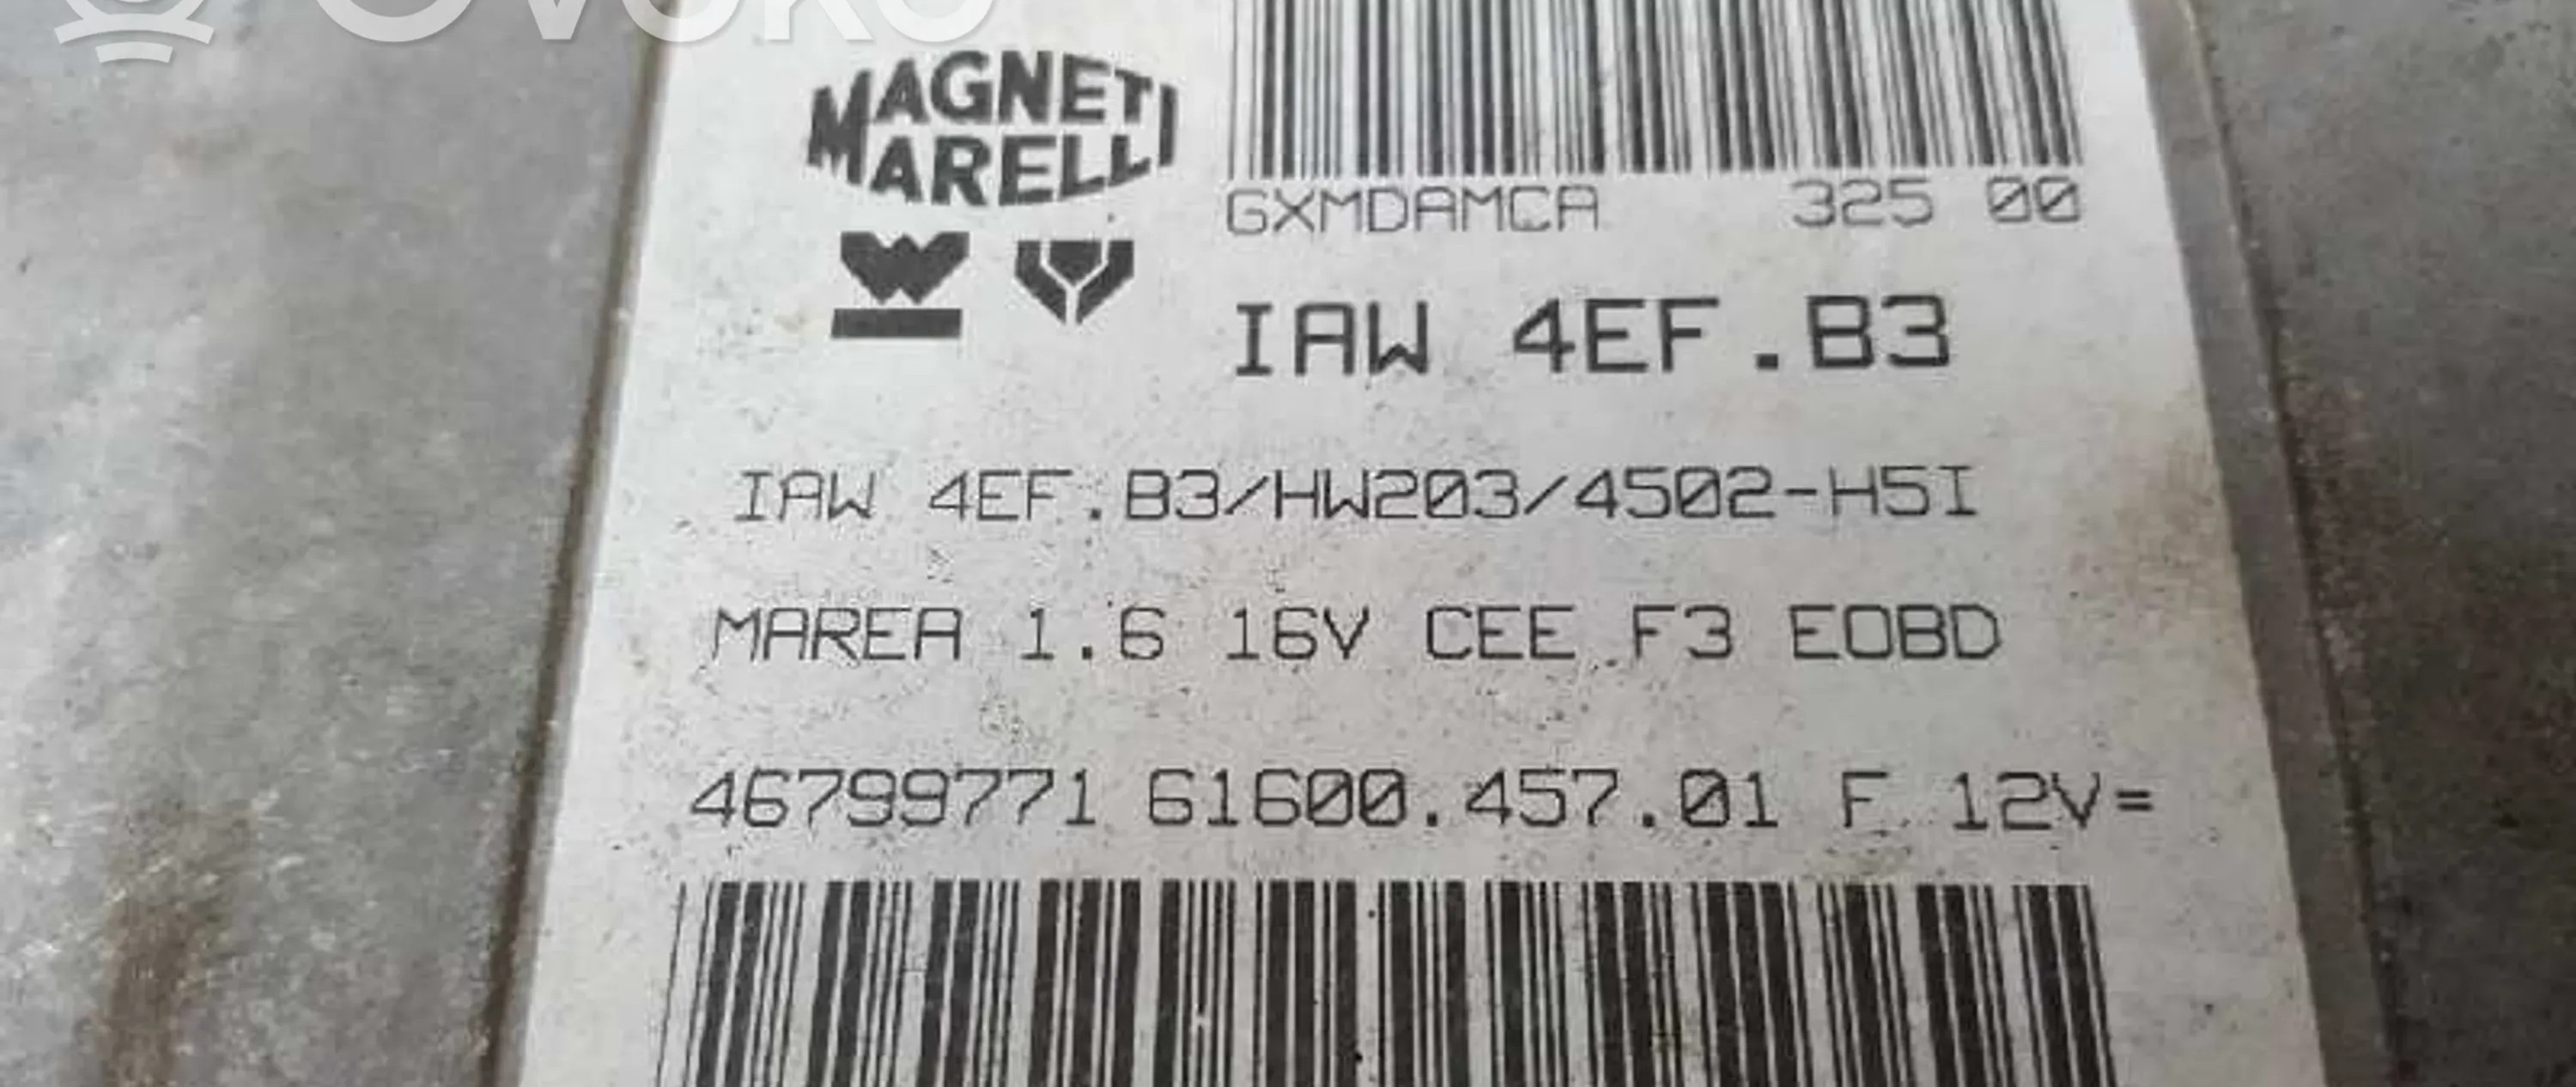 OVOKO
MAGNETI
MARELLI
GXMDAMCA 325 00
IAW 4EF.B3
IAW 4EF.B3/HW203/4502-H5I
MAREA 1.6 16V CEE F3 EOBD
46799771 61600.457.01 F 12V=